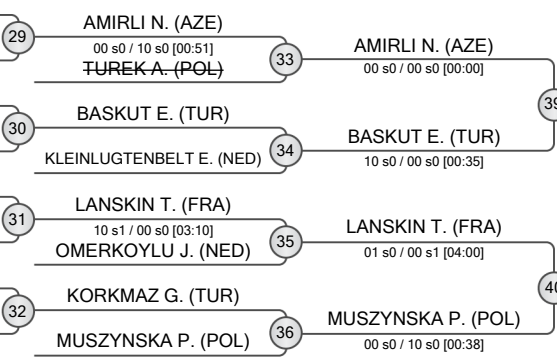 29
AMIRLI N. (AZE)
00 s0 / 10 s0 [00:51]
TUREK A. (POL)
33
AMIRLI N. (AZE)
00 s0 / 00 s0 [00:00]
39
30
BASKUT E. (TUR)
KLEINLUGTENBELT E. (NED)
34
BASKUT E. (TUR)
10 s0 / 00 s0 [00:35]
31
LANSKIN T. (FRA)
10 s1 / 00 s0 [03:10]
OMERKOYLU J. (NED)
35
LANSKIN T. (FRA)
01 s0 / 00 s1 [04:00]
40
32
KORKMAZ G. (TUR)
MUSZYNSKA P. (POL)
36
MUSZYNSKA P. (POL)
00 s0 / 10 s0 [00:38]